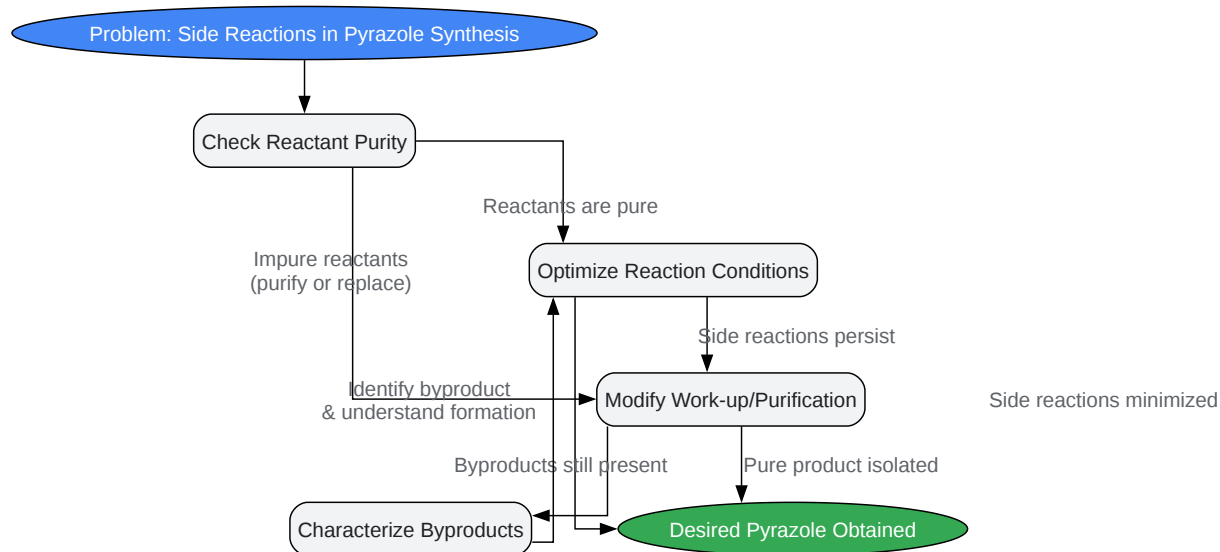 Problem: Side Reactions in Pyrazole Synthesis
Check Reactant Purity
Reactants are pure
Impure reactants
(purify or replace)
Optimize Reaction Conditions
Side reactions persist
Identify byproduct
& understand formation
Modify Work-up/Purification
Side reactions minimized
Byproducts still present
Pure product isolated
Characterize Byproducts
Desired Pyrazole Obtained